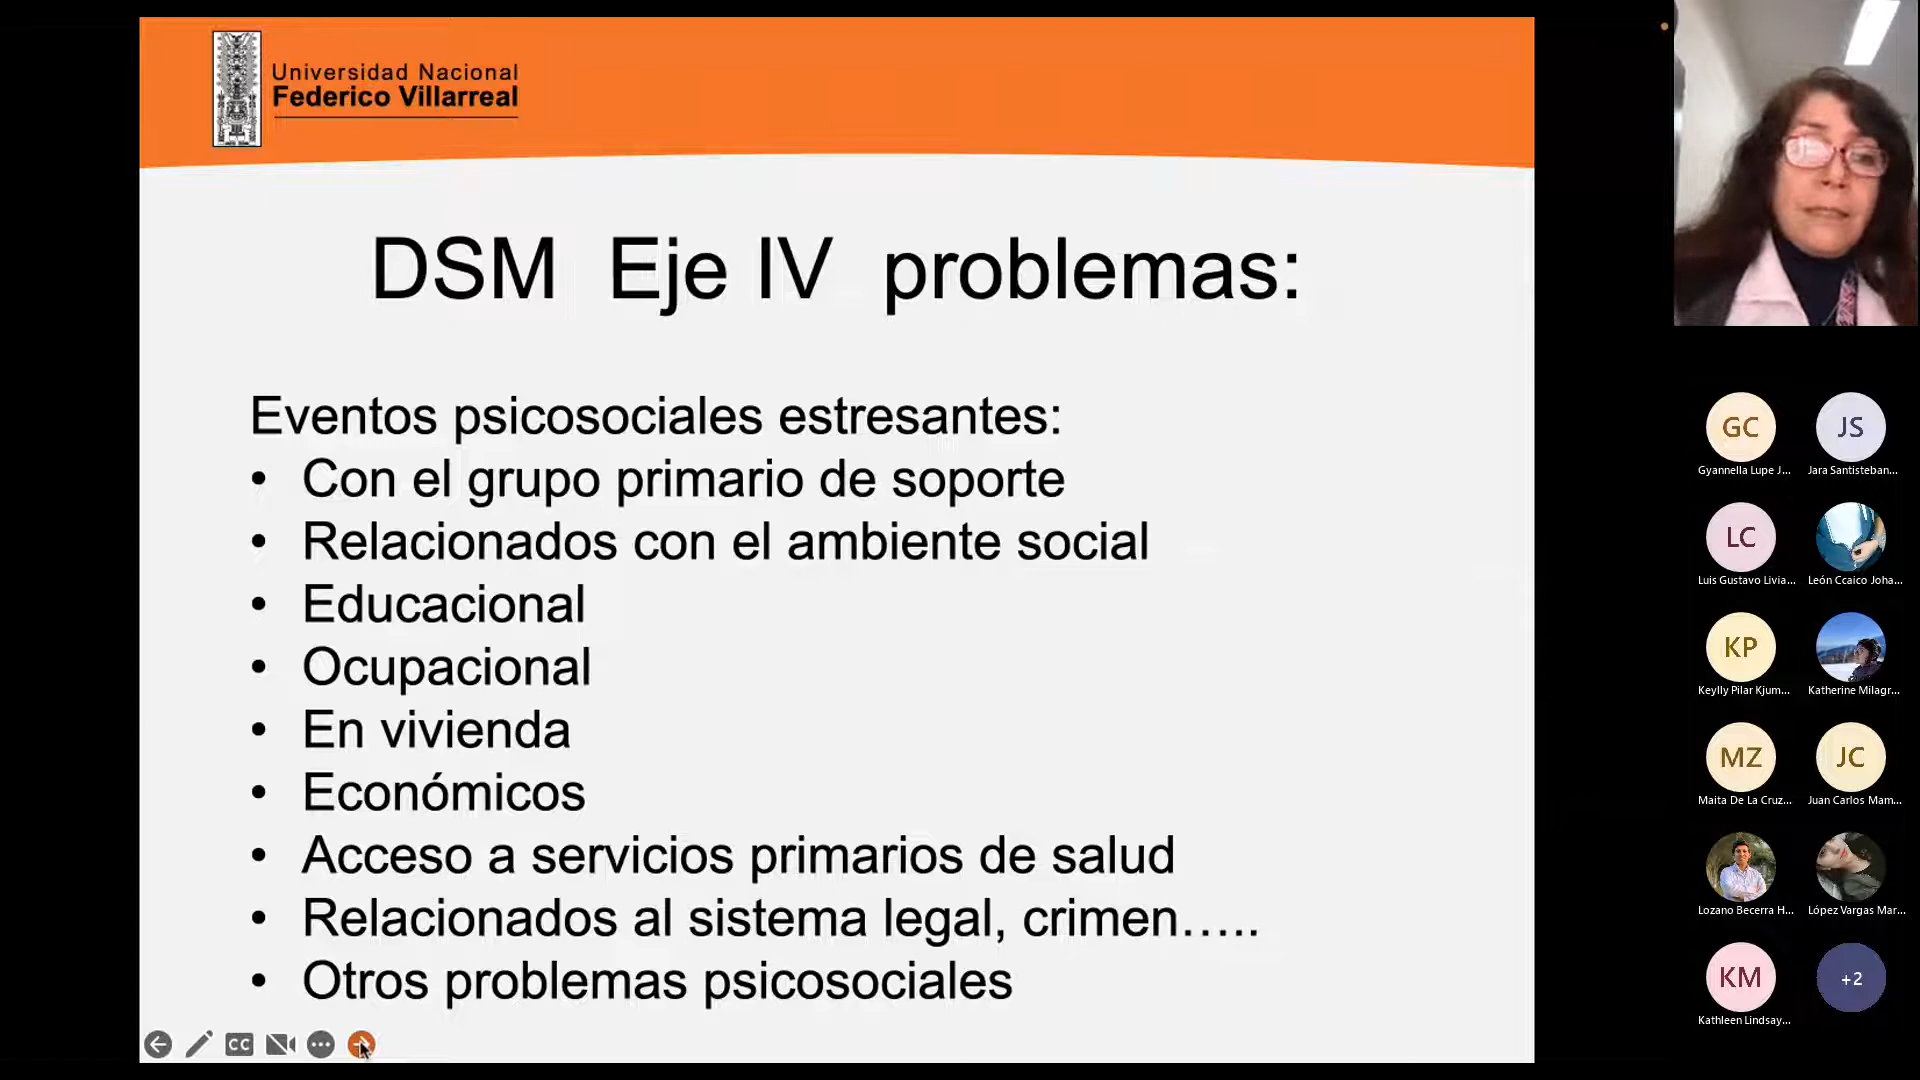 Universidad Nacional
Federico Villarreal
DSM Eje IV problemas:
Eventos psicosociales estresantes:
• Con el grupo primario de soporte
• Relacionados con el ambiente social
• Educacional
• Ocupacional
• En vivienda
• Económicos
• Acceso a servicios primarios de salud
• Relacionados al sistema legal, crimen…..
• Otros problemas psicosociales
CC
GC
JS
Gyannella Lupe J...
Jara Santisteban...
LC
Luis Gustavo Livia...
León Ccaico Joha...
KP
Keylly Pilar Kjum...
Katherine Milagr...
MZ
JC
Maita De La Cruz...
Juan Carlos Mam...
Lozano Becerra H...
López Vargas Mar...
KM
+2
Kathleen Lindsay...